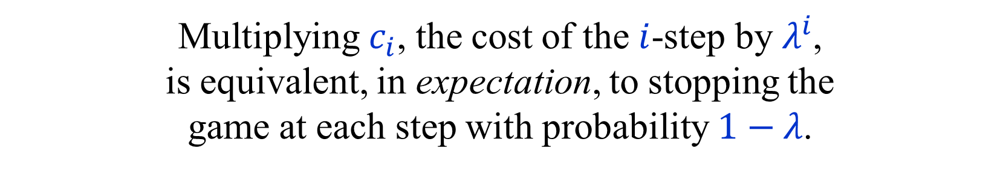 Multiplying 𝑐ᵢ, the cost of the 𝑖-step by 𝜆ⁱ,
is equivalent, in expectation, to stopping the
game at each step with probability 1 − 𝜆.